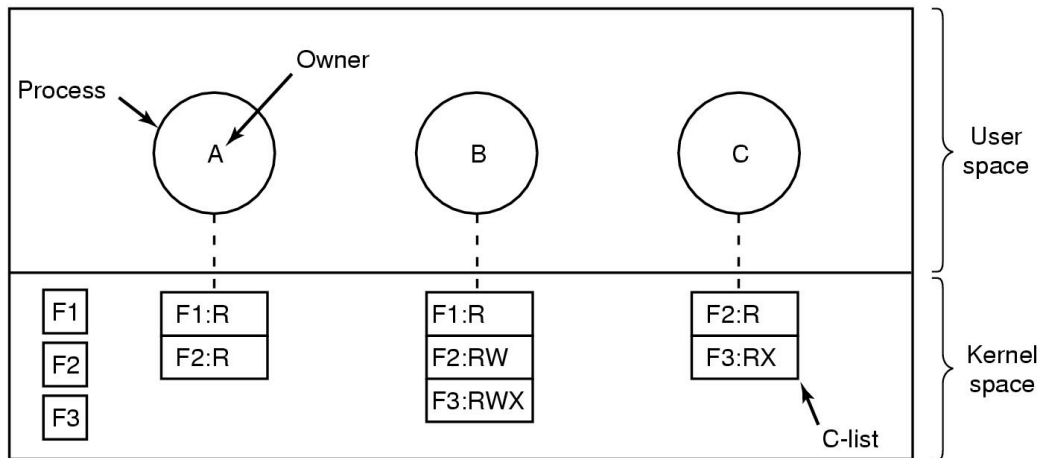 Owner
Process
A
B
C
User
space
F1
F2
F3
F1:R
F2:R
F1:R
F2:RW
F3:RWX
F2:R
F3:RX
C-list
Kernel
space